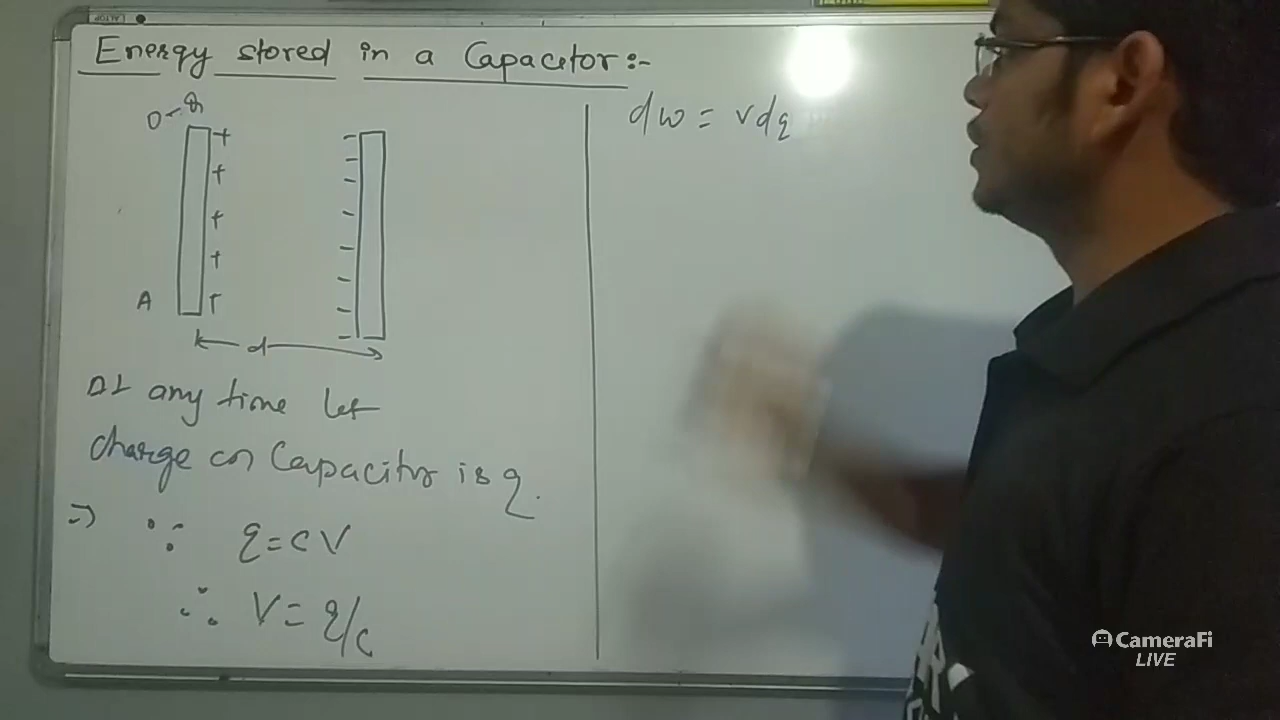 Energy stored in a Capacitor:-
0-q
+
+
+
+
+
A
d
At any time let
charge on Capacitor is q.
=> ∵ q=CV
∴ V=q/c
dw = vdq
CameraFi
LIVE